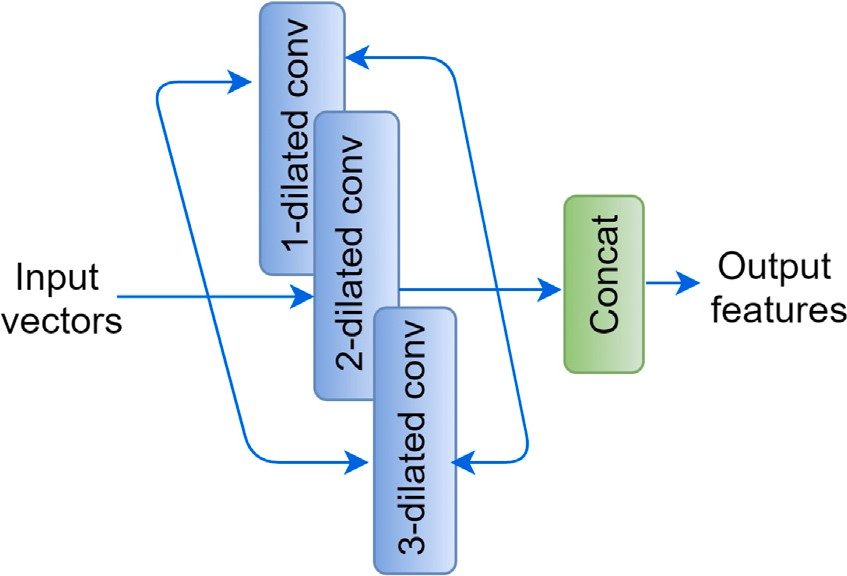 Input
vectors
1-dilated conv
2-dilated conv
3-dilated conv
Concat
Output
features